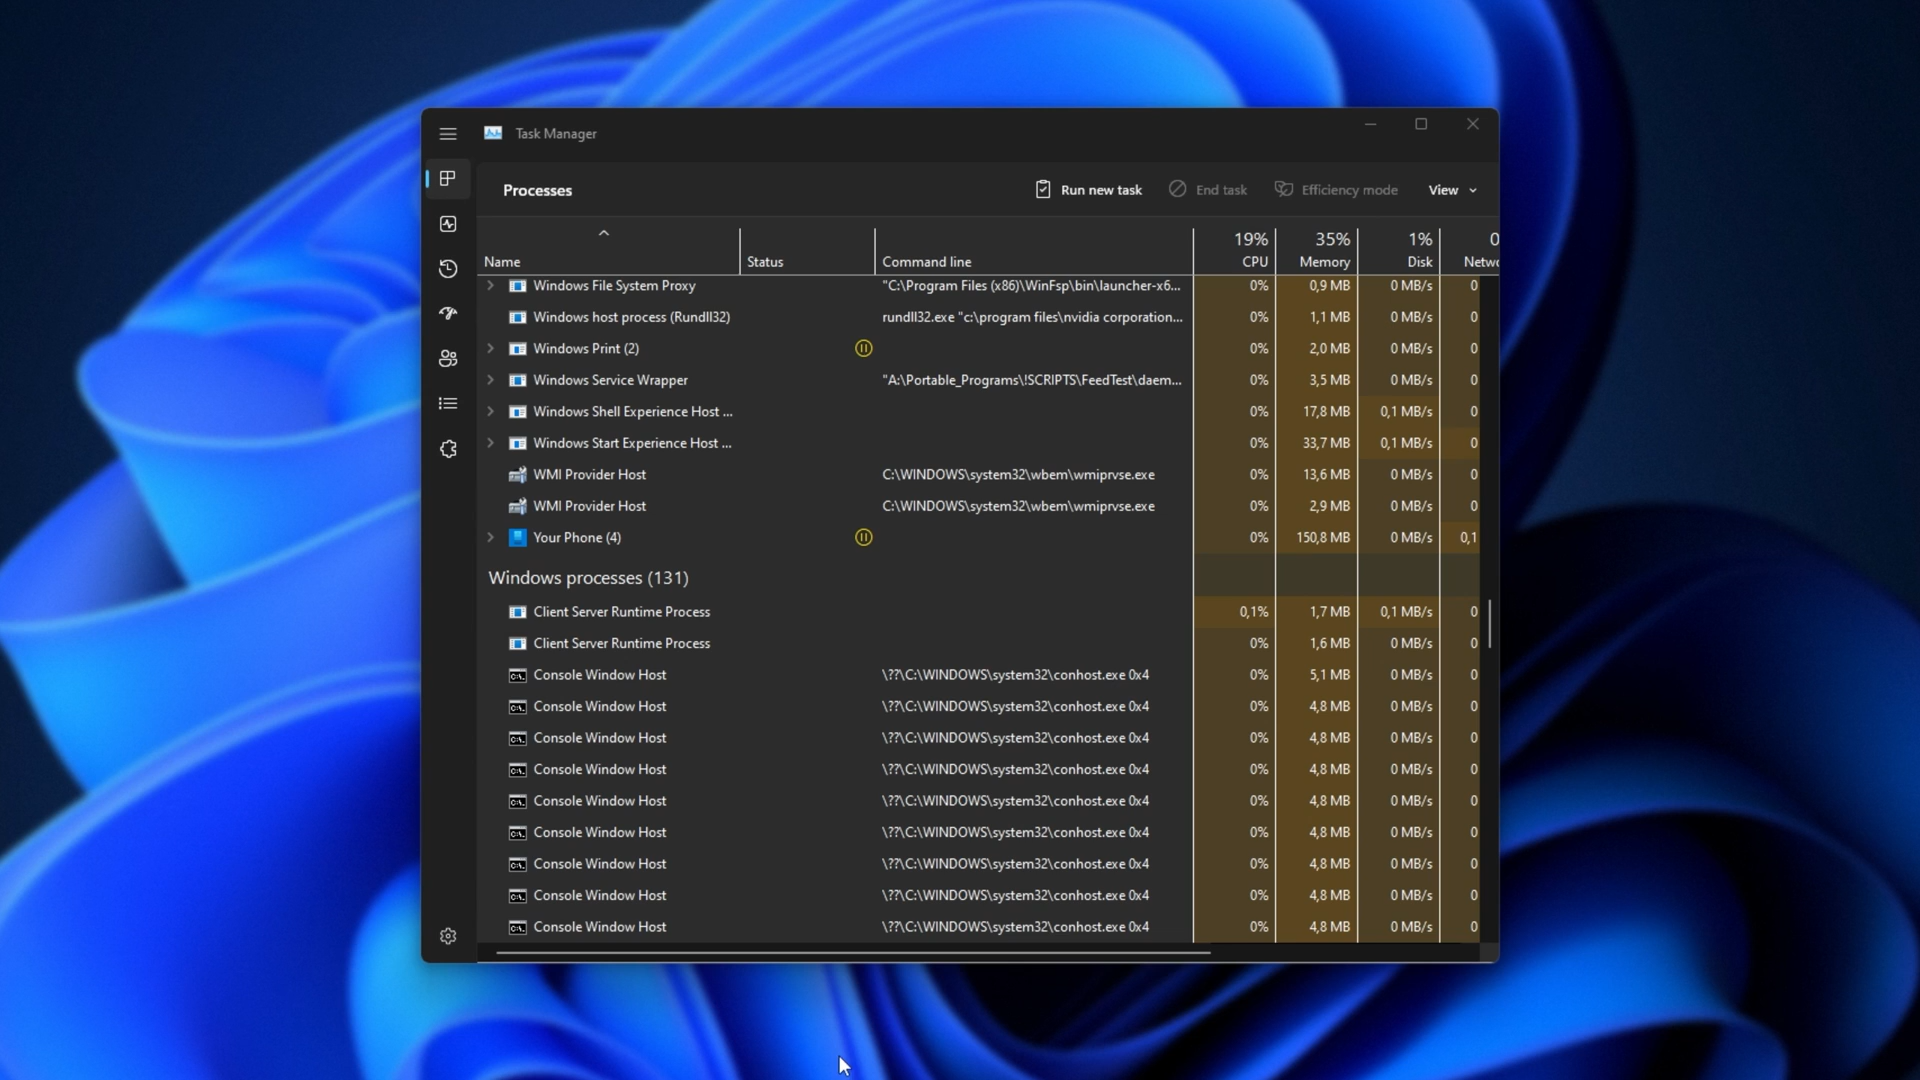 Task Manager
Processes Run new task End task Efficiency mode View
19% 35% 1% 0
Name Status Command line CPU Memory Disk Netwo
Windows File System Proxy "C:\Program Files (x86)\WinFsp\bin\launcher-x6... 0% 0,9 MB 0 MB/s 0
Windows host process (Rundll32) rundll32.exe "c:\program files\nvidia corporation... 0% 1,1 MB 0 MB/s 0
Windows Print (2) 0% 2,0 MB 0 MB/s 0
Windows Service Wrapper "A:\Portable_Programs\!SCRIPTS\FeedTest\daem... 0% 3,5 MB 0 MB/s 0
Windows Shell Experience Host ... 0% 17,8 MB 0,1 MB/s 0
Windows Start Experience Host ... 0% 33,7 MB 0,1 MB/s 0
WMI Provider Host C:\WINDOWS\system32\wbem\wmiprvse.exe 0% 13,6 MB 0 MB/s 0
WMI Provider Host C:\WINDOWS\system32\wbem\wmiprvse.exe 0% 2,9 MB 0 MB/s 0
Your Phone (4) 0% 150,8 MB 0 MB/s 0,1
Windows processes (131)
Client Server Runtime Process 0,1% 1,7 MB 0,1 MB/s 0
Client Server Runtime Process 0% 1,6 MB 0 MB/s 0
Console Window Host \??\C:\WINDOWS\system32\conhost.exe 0x4 0% 5,1 MB 0 MB/s 0
Console Window Host \??\C:\WINDOWS\system32\conhost.exe 0x4 0% 4,8 MB 0 MB/s 0
Console Window Host \??\C:\WINDOWS\system32\conhost.exe 0x4 0% 4,8 MB 0 MB/s 0
Console Window Host \??\C:\WINDOWS\system32\conhost.exe 0x4 0% 4,8 MB 0 MB/s 0
Console Window Host \??\C:\WINDOWS\system32\conhost.exe 0x4 0% 4,8 MB 0 MB/s 0
Console Window Host \??\C:\WINDOWS\system32\conhost.exe 0x4 0% 4,8 MB 0 MB/s 0
Console Window Host \??\C:\WINDOWS\system32\conhost.exe 0x4 0% 4,8 MB 0 MB/s 0
Console Window Host \??\C:\WINDOWS\system32\conhost.exe 0x4 0% 4,8 MB 0 MB/s 0
Console Window Host \??\C:\WINDOWS\system32\conhost.exe 0x4 0% 4,8 MB 0 MB/s 0